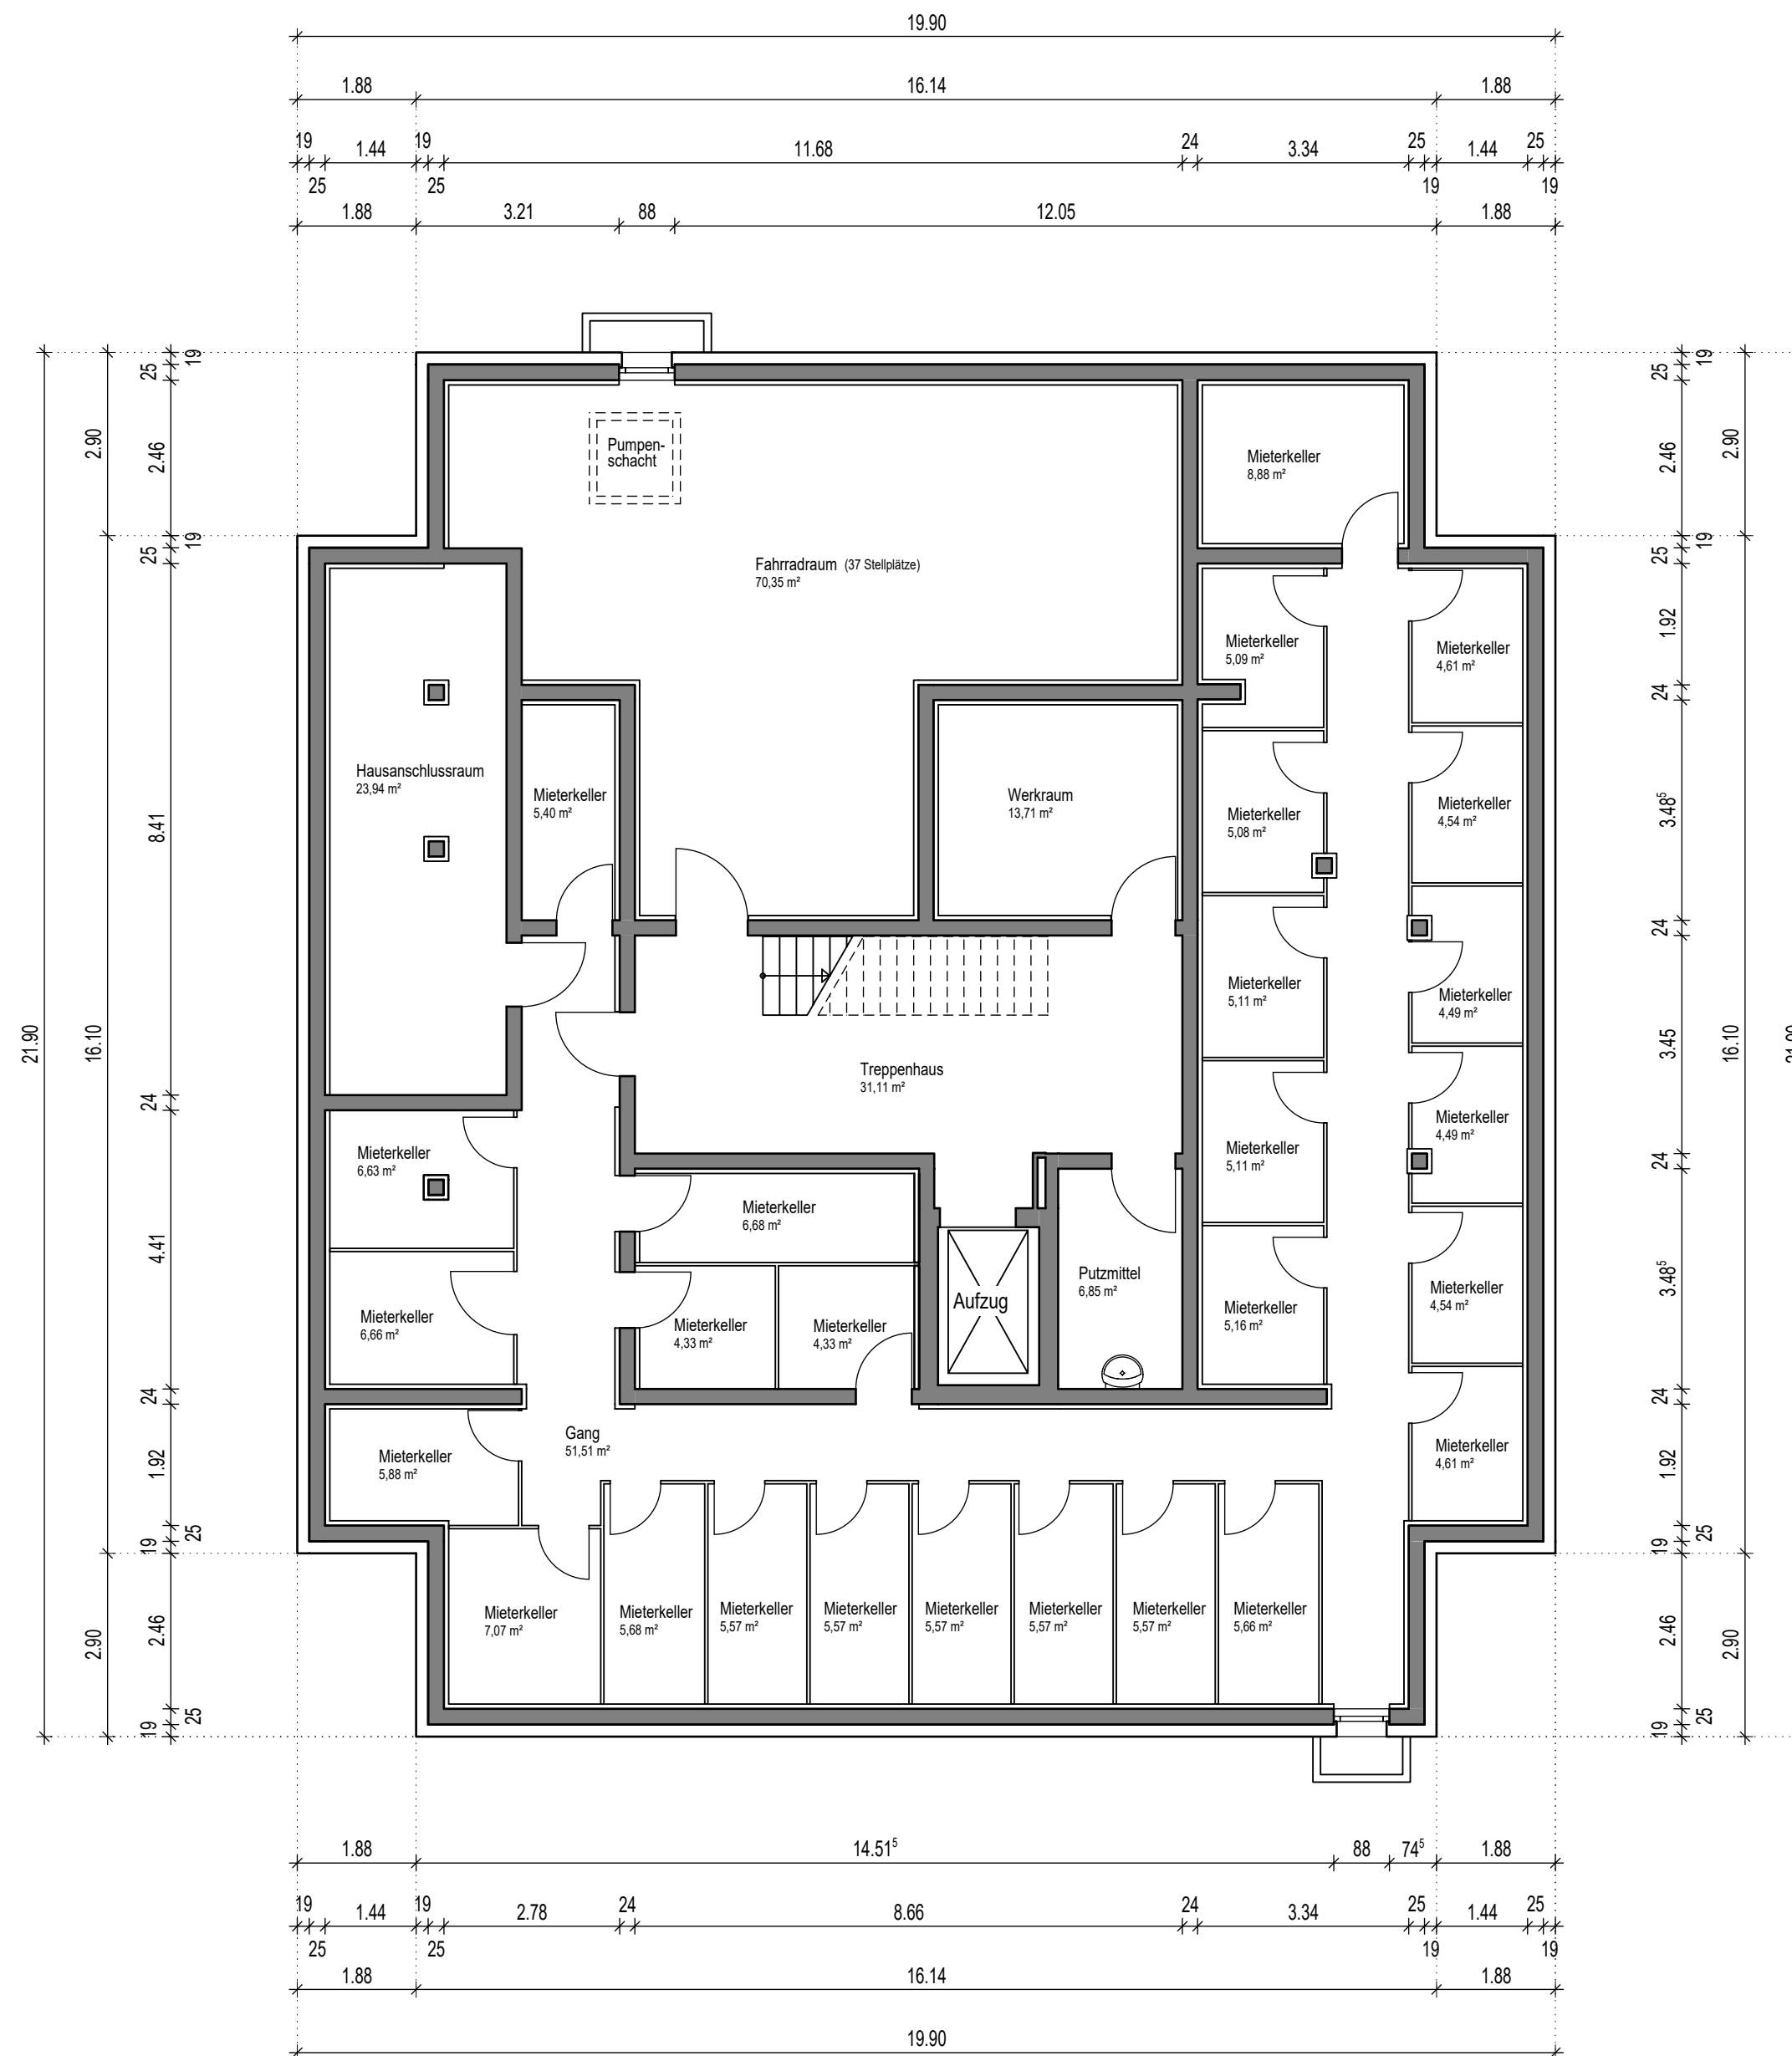 19.90
1.88 16.14 1.88
19 1.44 19 11.68 24 3.34 25 1.44 25
25 25 19 19
1.88 3.21 88 12.05 1.88
Pumpen-
schacht
Mieterkeller
8,88 m²
Fahrradraum (37 Stellplätze)
70,35 m²
Mieterkeller
5,09 m²
Mieterkeller
4,61 m²
Hausanschlussraum
23,94 m²
Mieterkeller
5,40 m²
Werkraum
13,71 m²
Mieterkeller
5,08 m²
Mieterkeller
4,54 m²
Mieterkeller
5,11 m²
Mieterkeller
4,49 m²
Treppenhaus
31,11 m²
Mieterkeller
6,63 m²
Mieterkeller
5,11 m²
Mieterkeller
4,49 m²
Mieterkeller
6,68 m²
Putzmittel
6,85 m²
Aufzug
Mieterkeller
6,66 m²
Mieterkeller
4,33 m²
Mieterkeller
4,33 m²
Mieterkeller
5,16 m²
Mieterkeller
4,54 m²
Gang
51,51 m²
Mieterkeller
5,88 m²
Mieterkeller
4,61 m²
Mieterkeller
7,07 m²
Mieterkeller
5,68 m²
Mieterkeller
5,57 m²
Mieterkeller
5,57 m²
Mieterkeller
5,57 m²
Mieterkeller
5,57 m²
Mieterkeller
5,57 m²
Mieterkeller
5,66 m²
21.90
2.90
16.10
2.90
19
25
2.46
19
25
8.41
24
4.41
24
1.92
25
19
2.46
25
19
19
25
2.46
19
25
1.92
24
3.48⁵
24
3.45
24
3.48⁵
24
1.92
25
19
2.46
25
19
2.90
16.10
2.90
21.90
1.88 14.51⁵ 88 74⁵ 1.88
19 1.44 19 2.78 24 8.66 24 3.34 25 1.44 25
25 25 19 19
1.88 16.14 1.88
19.90